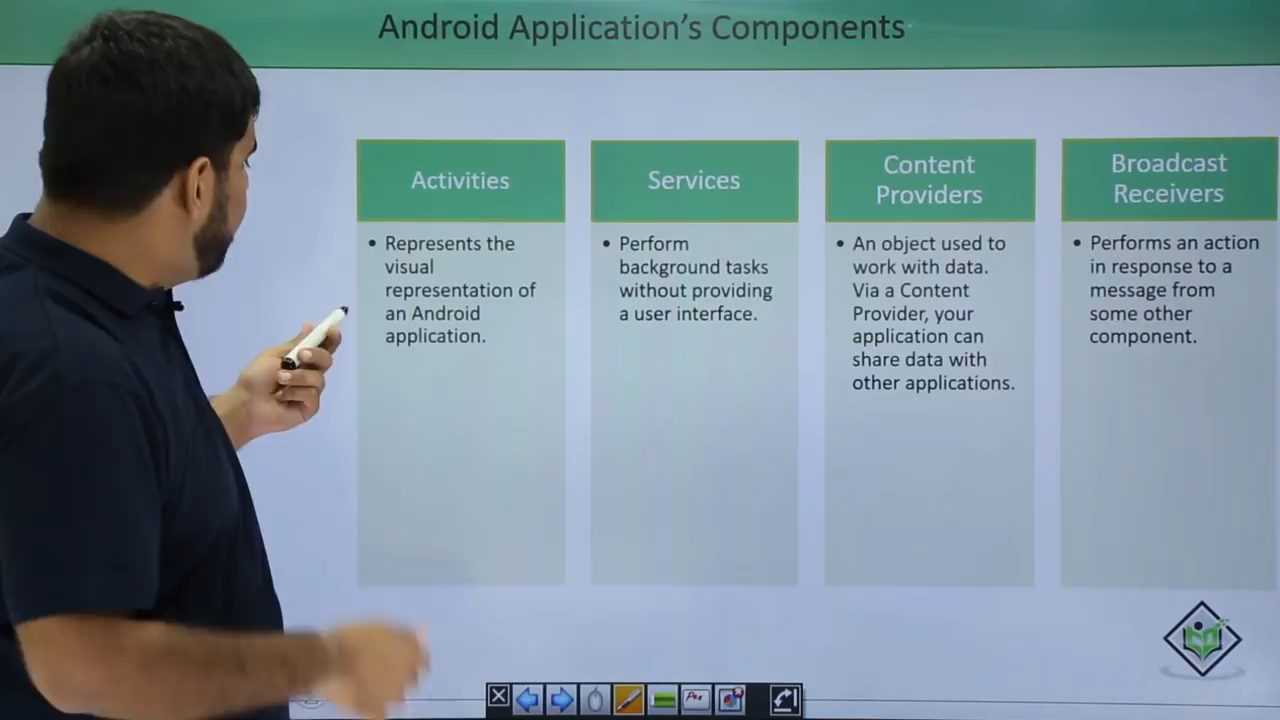 Android Application's Components
Activities
• Represents the
visual
representation of
an Android
application.
Services
• Perform
background tasks
without providing
a user interface.
Content
Providers
• An object used to
work with data.
Via a Content
Provider, your
application can
share data with
other applications.
Broadcast
Receivers
• Performs an action
in response to a
message from
some other
component.